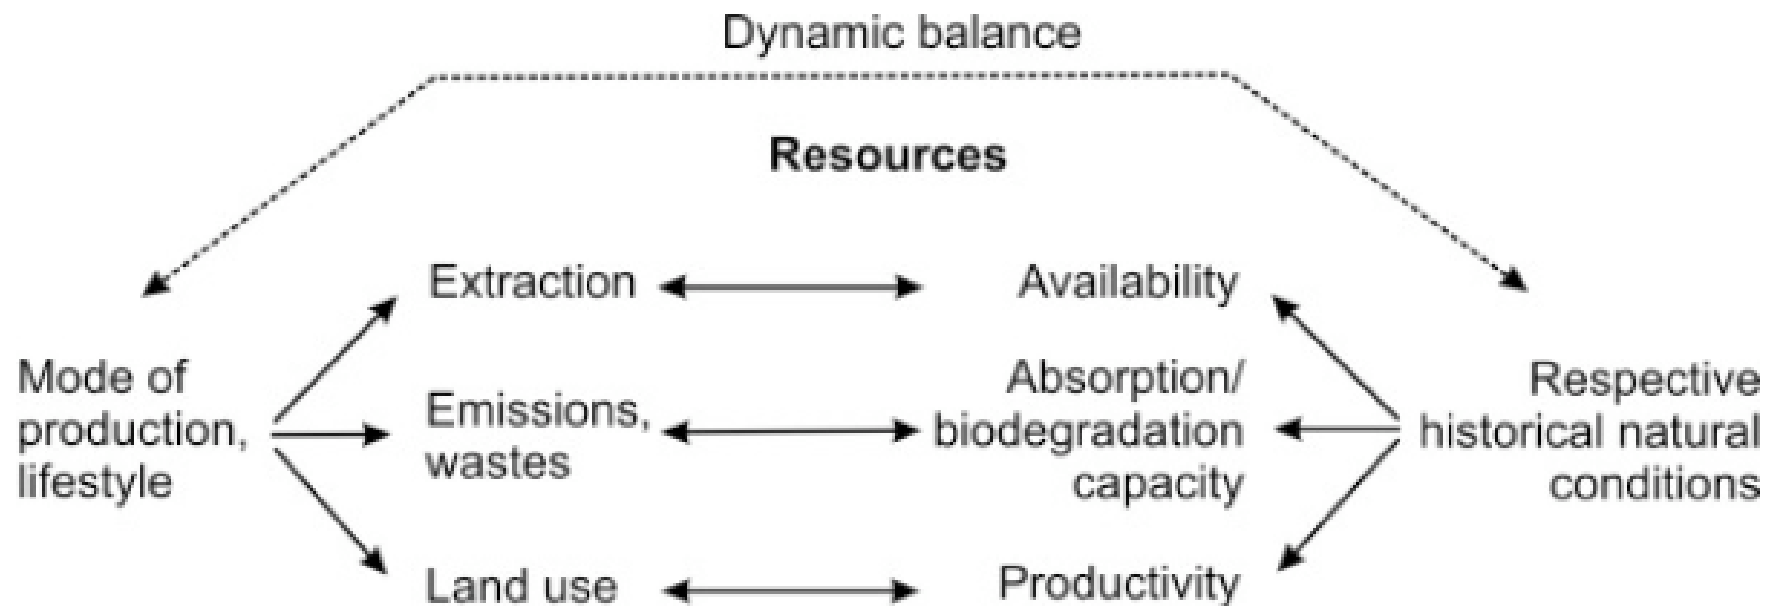 Dynamic balance
Resources
Extraction
Availability
Mode of
production,
lifestyle
Emissions,
wastes
Absorption/
biodegradation
capacity
Respective
historical natural
conditions
Land use
Productivity